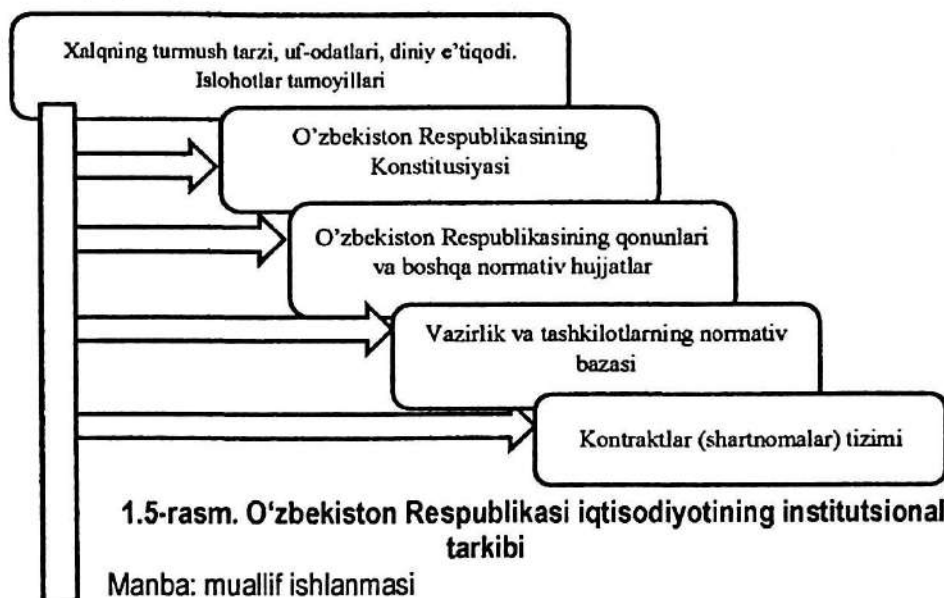 Xalqning turmush tarzi, uf-odatlari, diniy e'tiqodi.
Islohotlar tamoyillari
O'zbekiston Respublikasining
Konstitusiyasi
O'zbekiston Respublikasining qonunlari
va boshqa normativ hujjatlar
Vazirlik va tashkilotlarning normativ
bazasi
Kontraktlar (shartnomalar) tizimi
1.5-rasm. O‘zbekiston Respublikasi iqtisodiyotining institutsional
tarkibi
Manba: muallif ishlanmasi